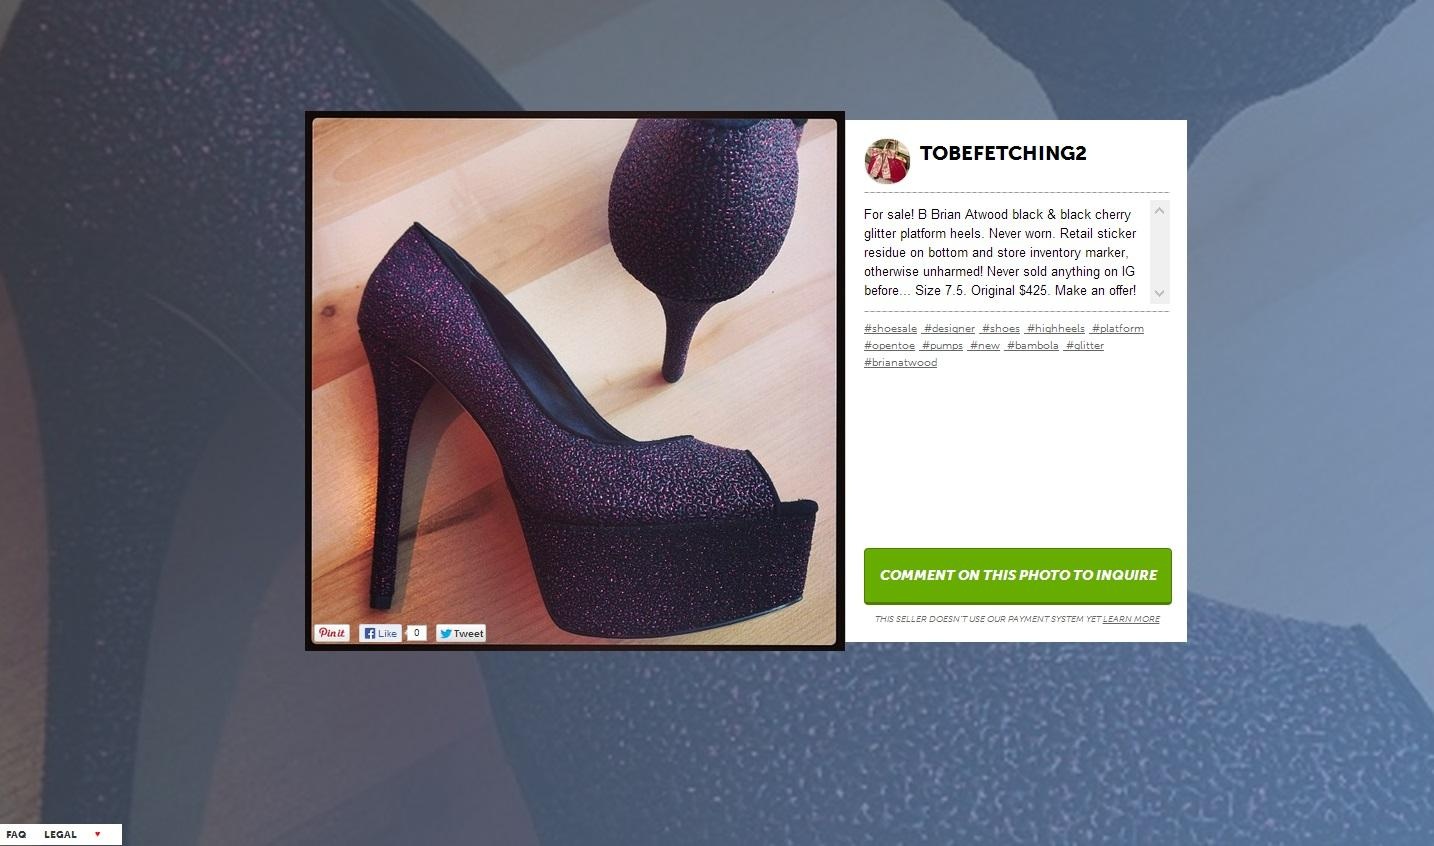 TOBEFETCHING2
For sale! B Brian Atwood black & black cherry
glitter platform heels. Never worn. Retail sticker
residue on bottom and store inventory marker,
otherwise unharmed! Never sold anything on IG
before... Size 7.5. Original $425. Make an offer!
#shoesale #designer #shoes #highheels #platform
#opentoe #pumps #new #bambola #glitter
#brianatwood
COMMENT ON THIS PHOTO TO INQUIRE
THIS SELLER DOESN'T USE OUR PAYMENT SYSTEM YET LEARN MORE
Pin it Like 0 Tweet
FAQ LEGAL ♥